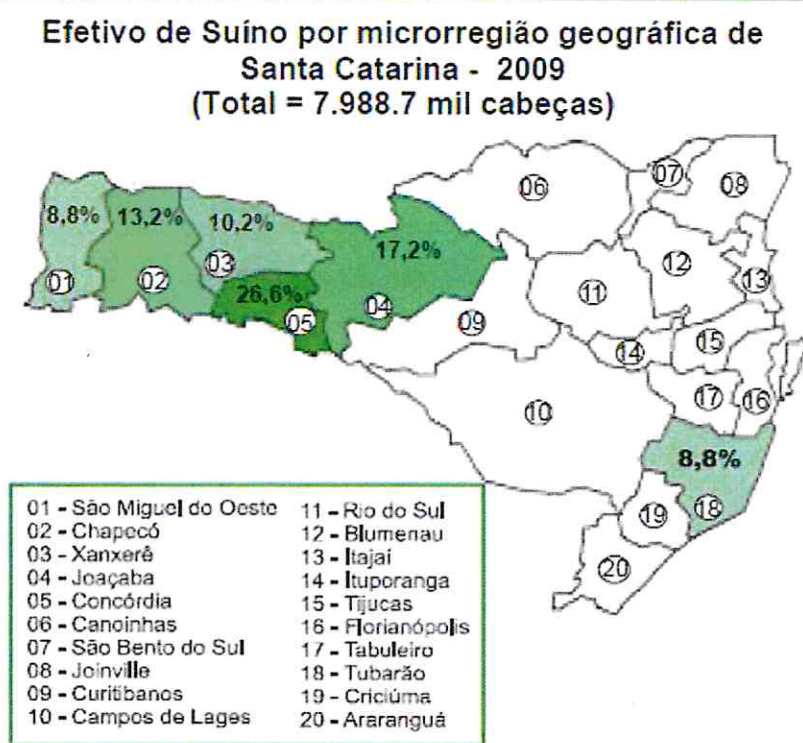 Efetivo de Suíno por microrregião geográfica de
Santa Catarina - 2009
(Total = 7.988.7 mil cabeças)
06
07
08
8,8%
13,2%
10,2%
17,2%
12
13
01
02
03
26,6%
04
11
05
09
14
15
10
17
16
8,8%
18
19
20
01 - São Miguel do Oeste
02 - Chapecó
03 - Xanxerê
04 - Joaçaba
05 - Concórdia
06 - Canoinhas
07 - São Bento do Sul
08 - Joinville
09 - Curitibanos
10 - Campos de Lages
11 - Rio do Sul
12 - Blumenau
13 - Itajaí
14 - Ituporanga
15 - Tijucas
16 - Florianópolis
17 - Tabuleiro
18 - Tubarão
19 - Criciúma
20 - Araranguá